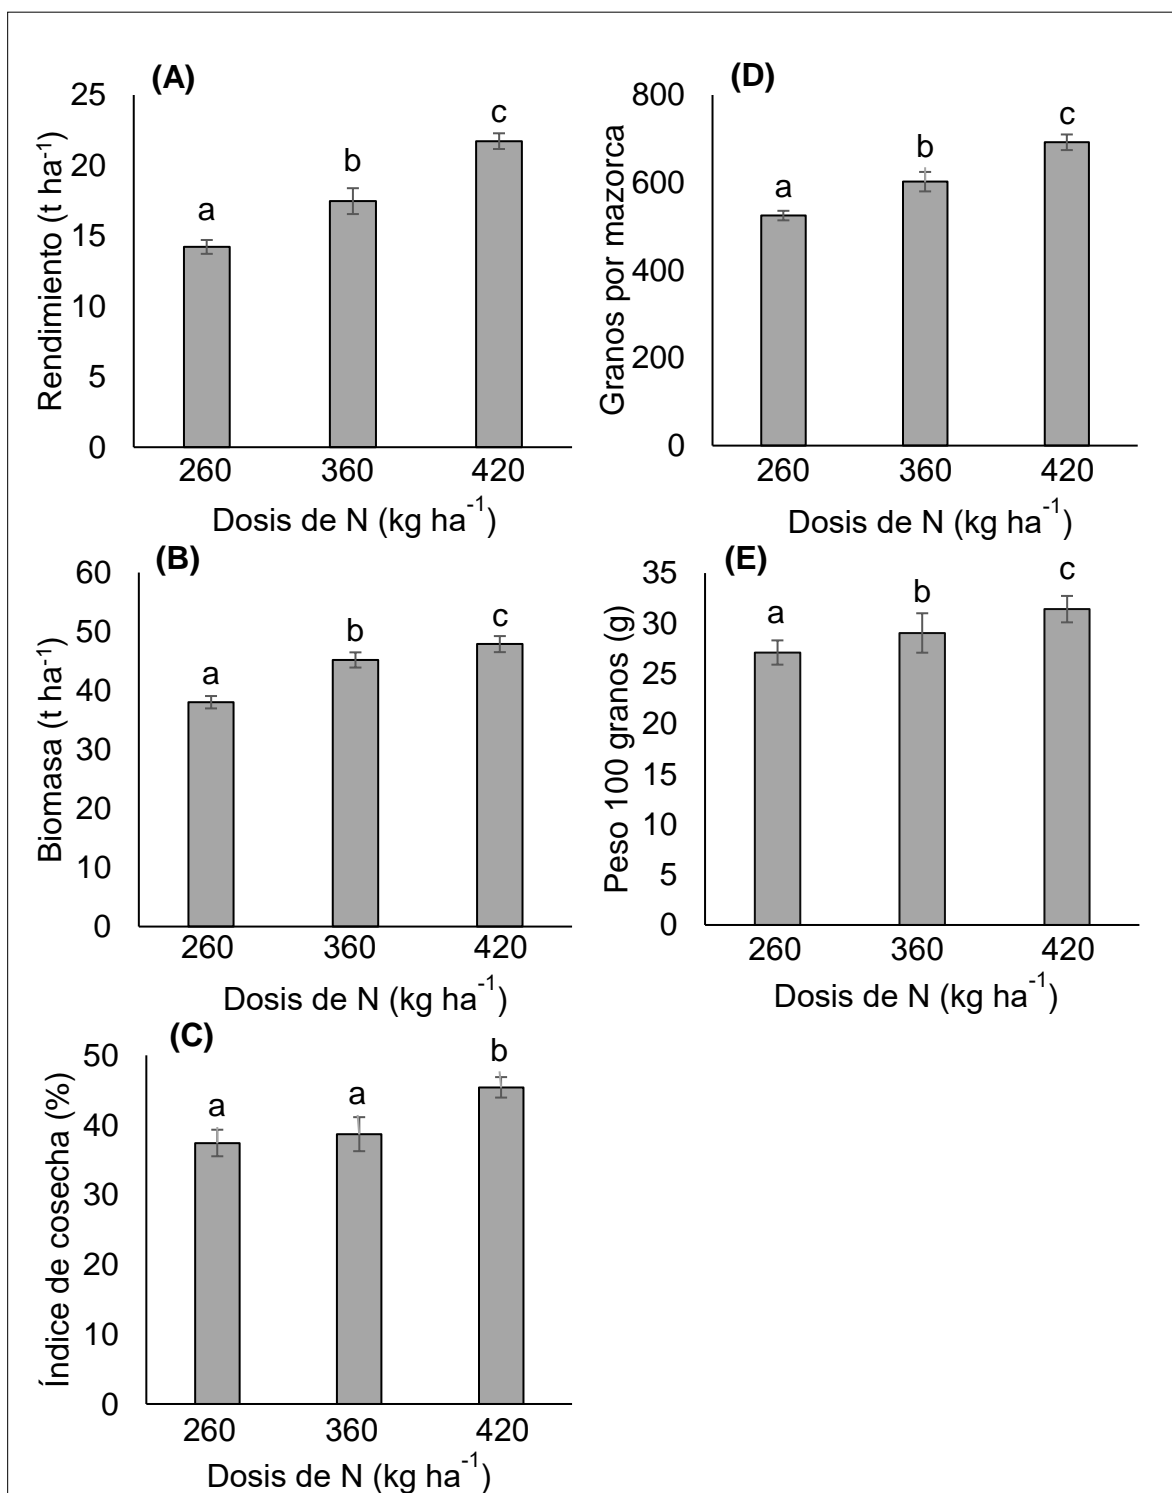 (A)
Rendimiento (t ha⁻¹)
25
20
15
10
5
0
a
b
c
260 360 420
Dosis de N (kg ha⁻¹)
(B)
Biomasa (t ha⁻¹)
60
50
40
30
20
10
0
a
b
c
260 360 420
Dosis de N (kg ha⁻¹)
(C)
Índice de cosecha (%)
50
40
30
20
10
0
a
a
b
260 360 420
Dosis de N (kg ha⁻¹)
(D)
Granos por mazorca
800
600
400
200
0
a
b
c
260 360 420
Dosis de N (kg ha⁻¹)
(E)
Peso 100 granos (g)
35
30
25
20
15
10
5
0
a
b
c
260 360 420
Dosis de N (kg ha⁻¹)